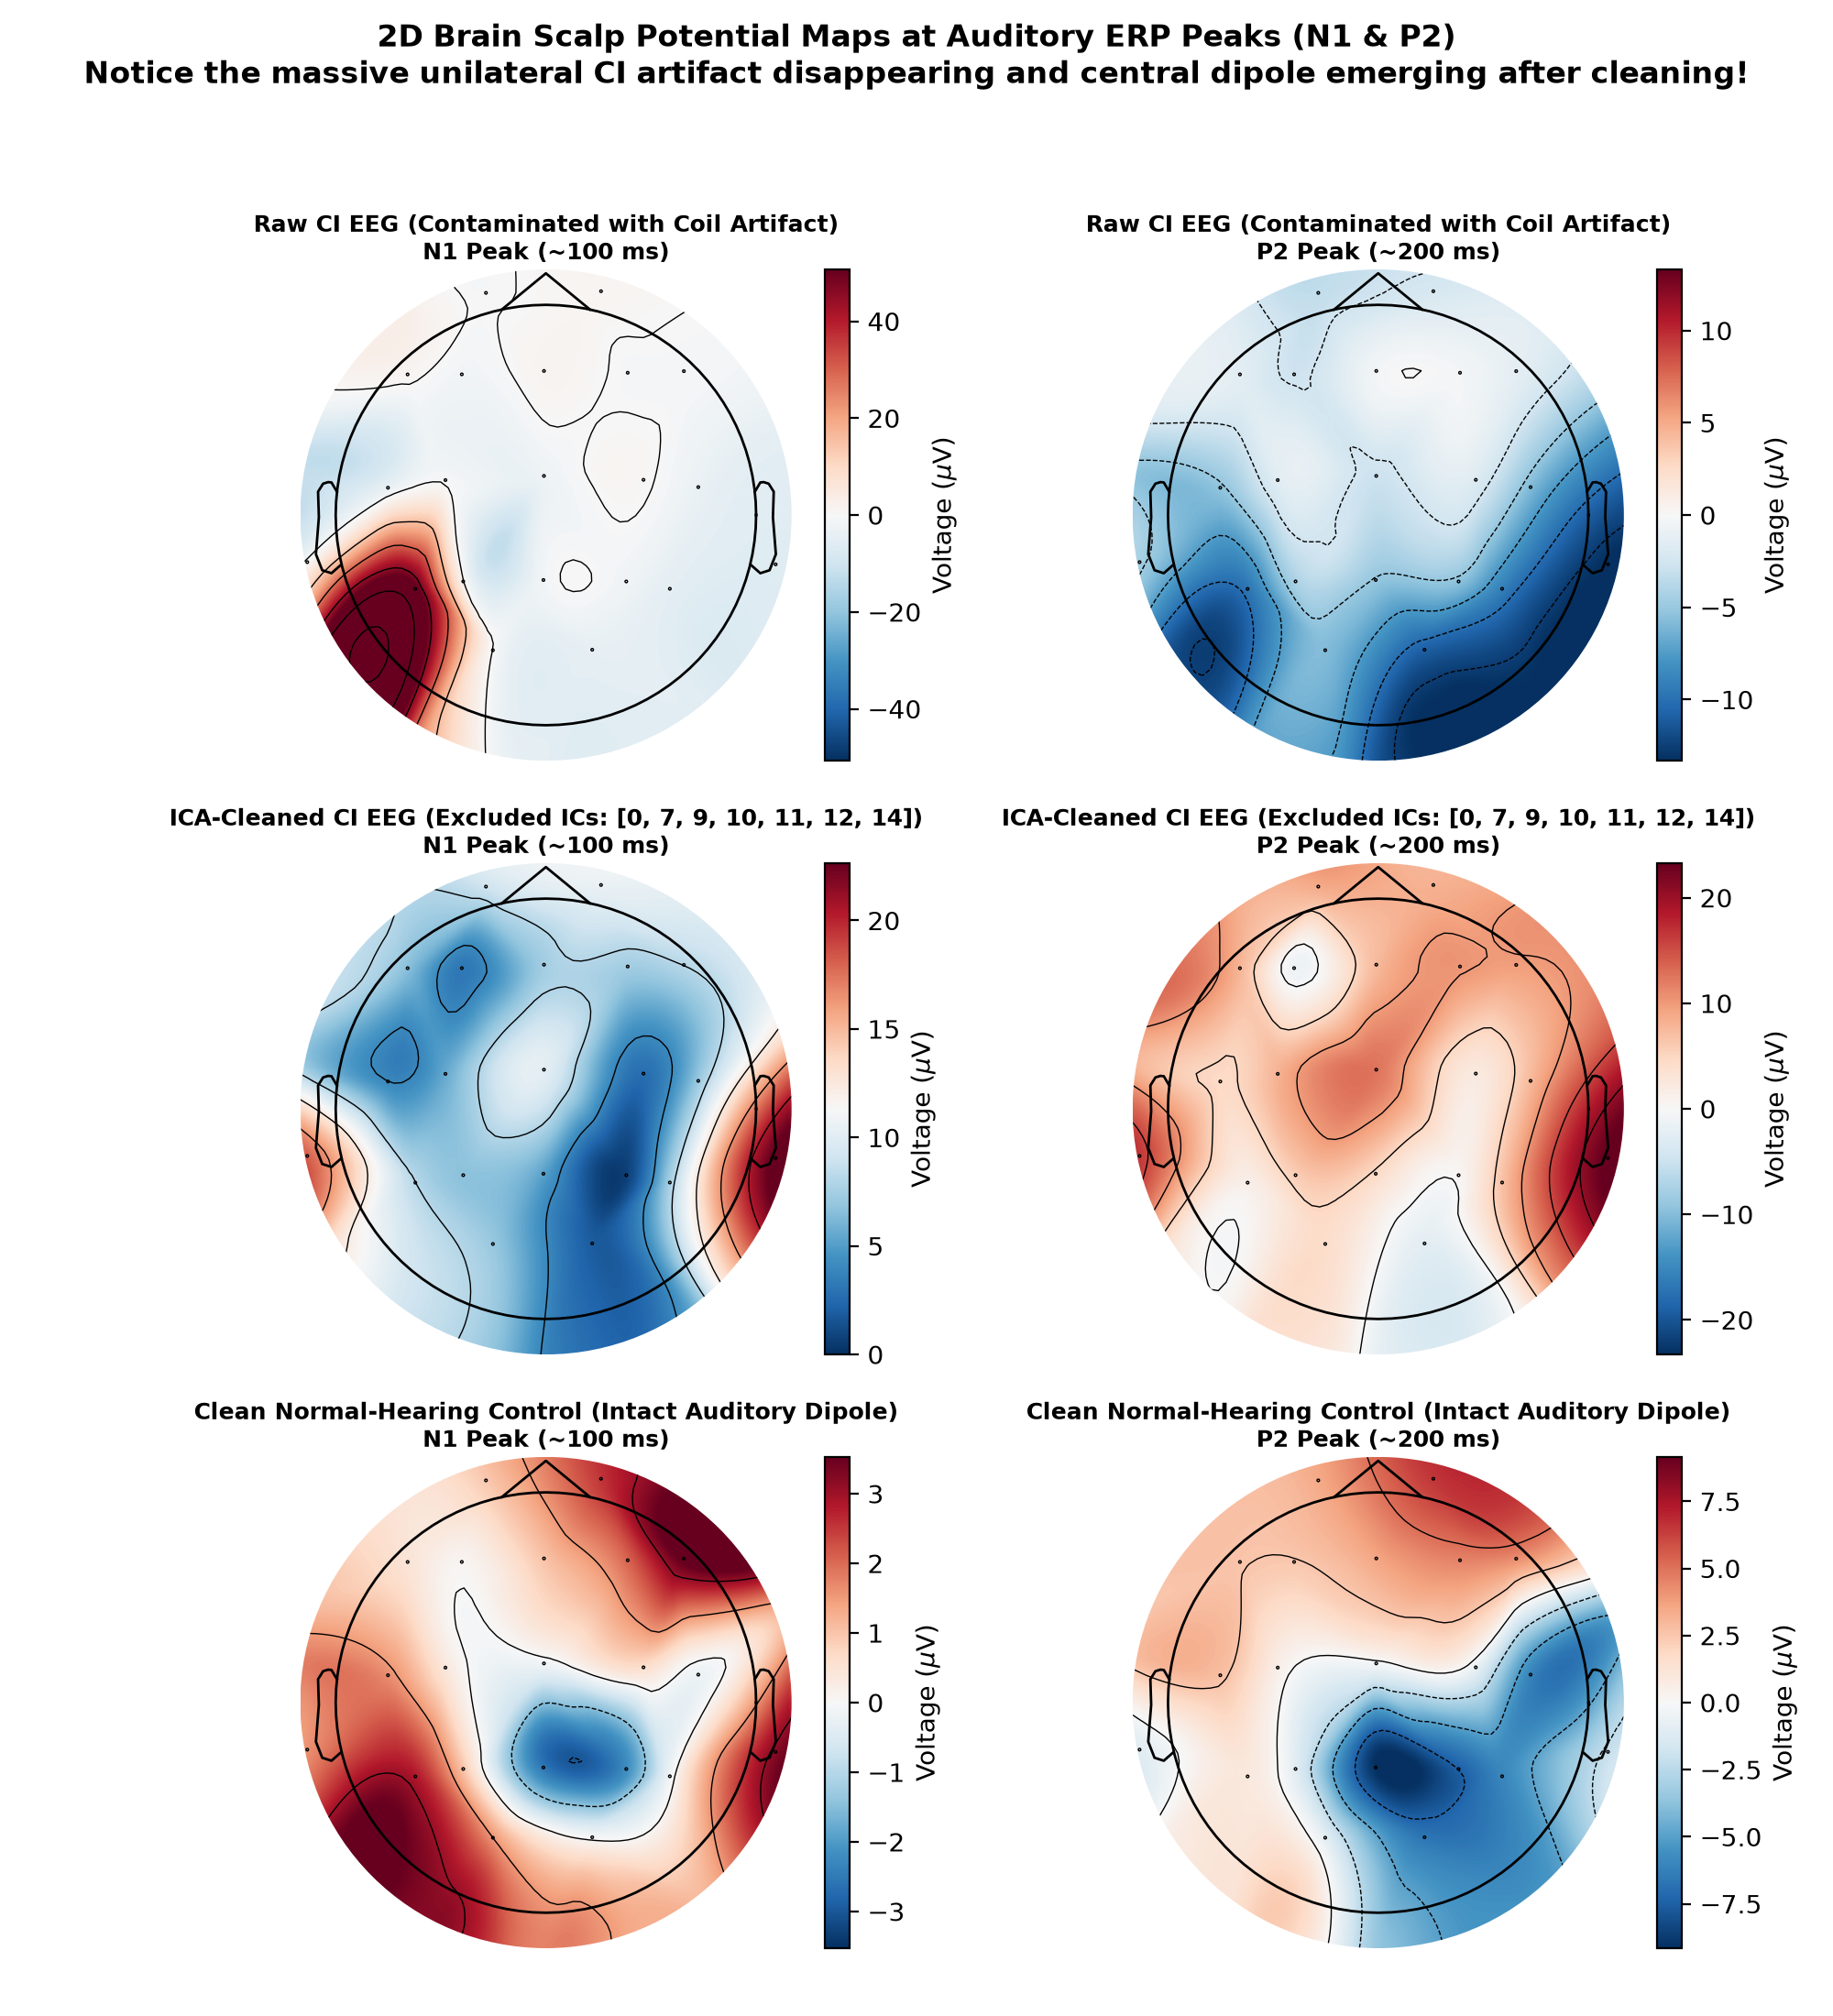 2D Brain Scalp Potential Maps at Auditory ERP Peaks (N1 & P2)
Notice the massive unilateral CI artifact disappearing and central dipole emerging after cleaning!
Raw CI EEG (Contaminated with Coil Artifact)
N1 Peak (~100 ms)
40
20
0
−20
−40
Voltage (μV)
Raw CI EEG (Contaminated with Coil Artifact)
P2 Peak (~200 ms)
10
5
0
−5
−10
Voltage (μV)
ICA-Cleaned CI EEG (Excluded ICs: [0, 7, 9, 10, 11, 12, 14])
N1 Peak (~100 ms)
20
15
10
5
0
Voltage (μV)
ICA-Cleaned CI EEG (Excluded ICs: [0, 7, 9, 10, 11, 12, 14])
P2 Peak (~200 ms)
20
10
0
−10
−20
Voltage (μV)
Clean Normal-Hearing Control (Intact Auditory Dipole)
N1 Peak (~100 ms)
3
2
1
0
−1
−2
−3
Voltage (μV)
Clean Normal-Hearing Control (Intact Auditory Dipole)
P2 Peak (~200 ms)
7.5
5.0
2.5
0.0
−2.5
−5.0
−7.5
Voltage (μV)